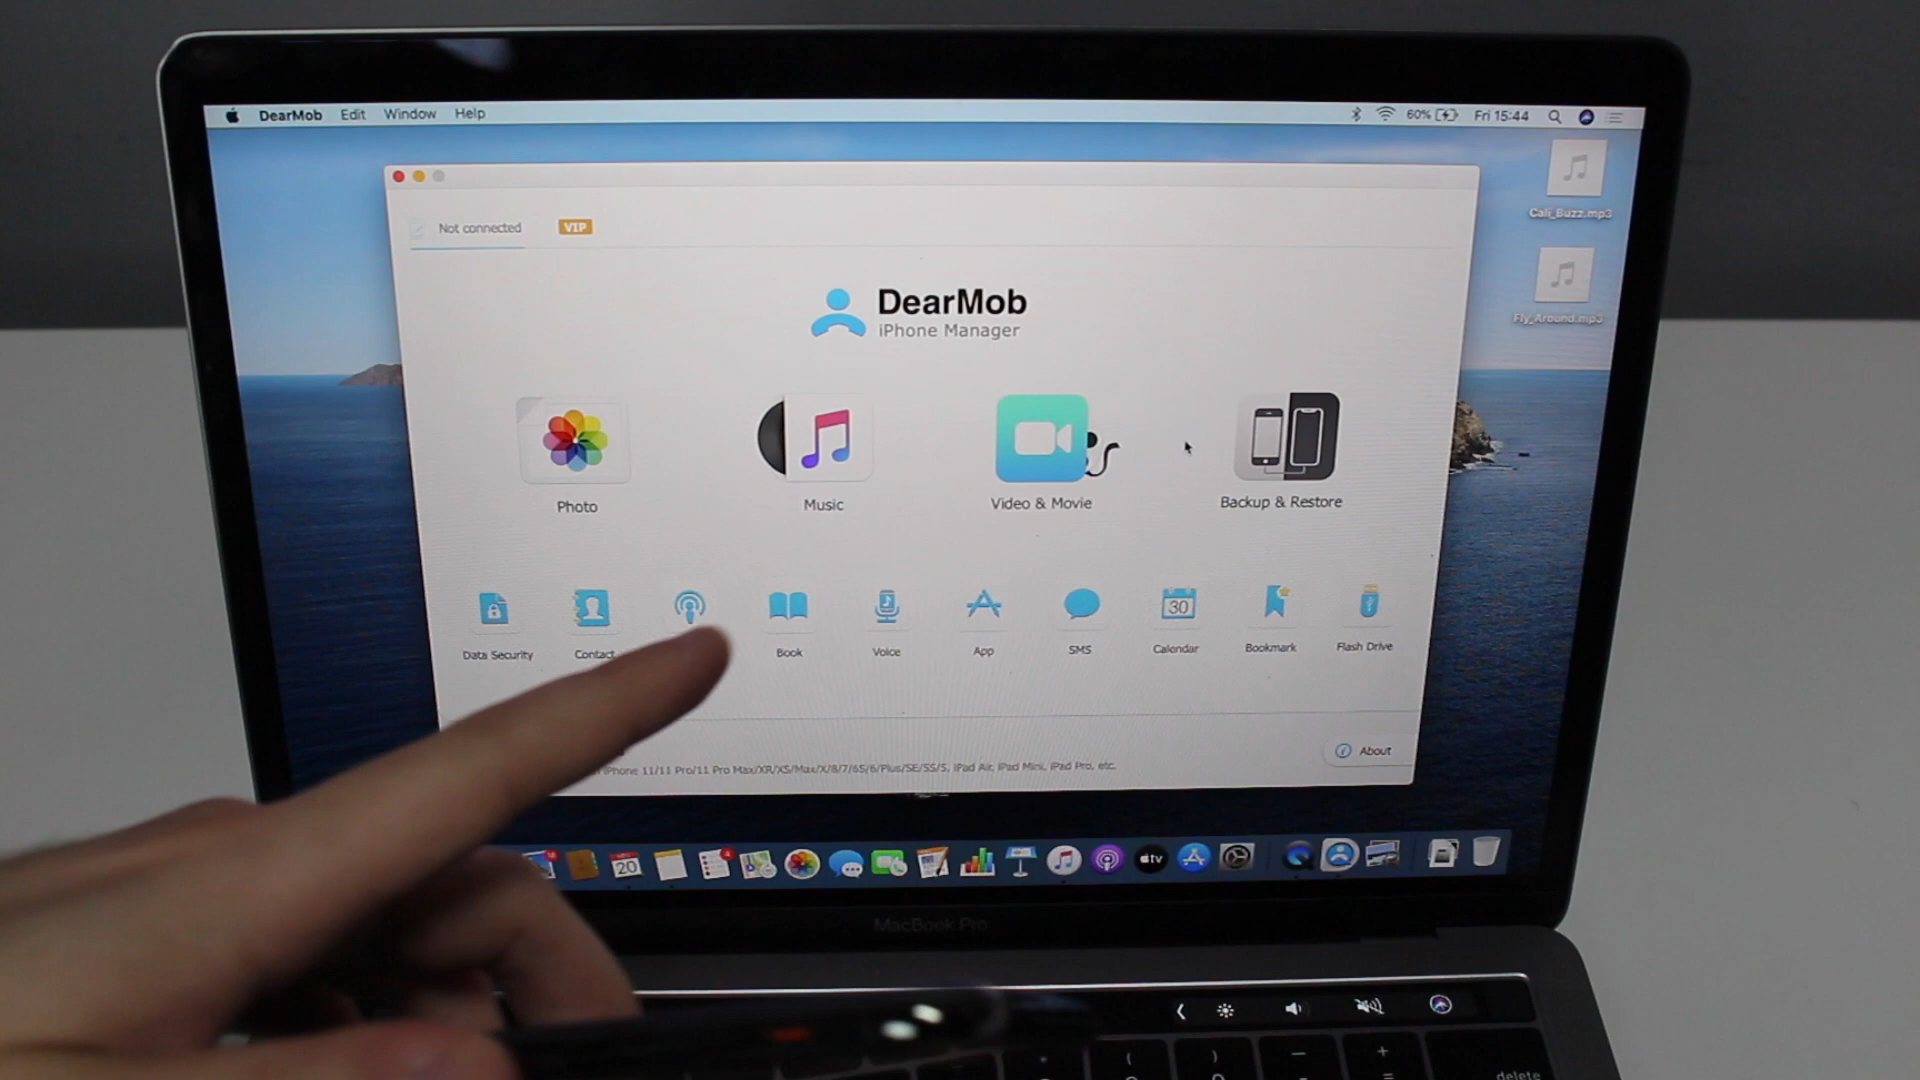 DearMob Edit Window Help 60% Fri 15:44
Cali_Buzz.mp3
Not connected VIP
Fly_Around.mp3
DearMob
iPhone Manager
Photo Music Video & Movie Backup & Restore
30
Data Security Contact Book Voice App SMS Calendar Bookmark Flash Drive
About
iPhone 11/11 Pro/11 Pro Max/XR/XS/Max/X/8/7/6S/6/Plus/SE/5S/5, iPad Air, iPad Mini, iPad Pro, etc.
20 tv
MacBook Pro
( ) — +
= delete